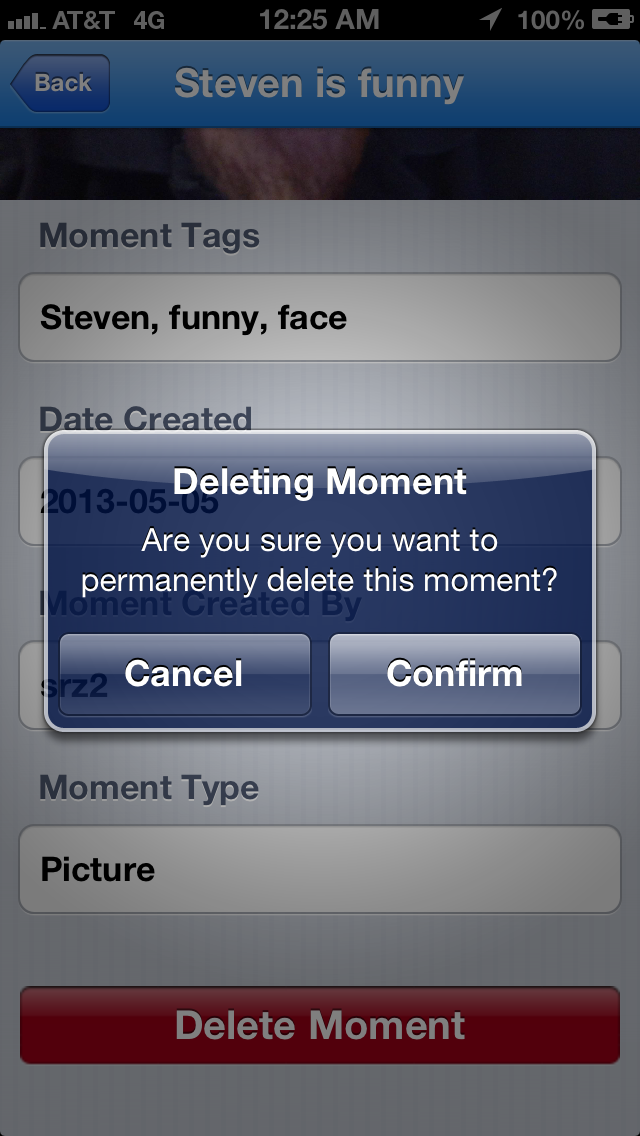 AT&T 4G 12:25 AM 100%
Back Steven is funny
Moment Tags
Steven, funny, face
Date Created
Deleting Moment
2013-05-05
Are you sure you want to
permanently delete this moment?
Moment Created By
Cancel Confirm
srz2
Moment Type
Picture
Delete Moment